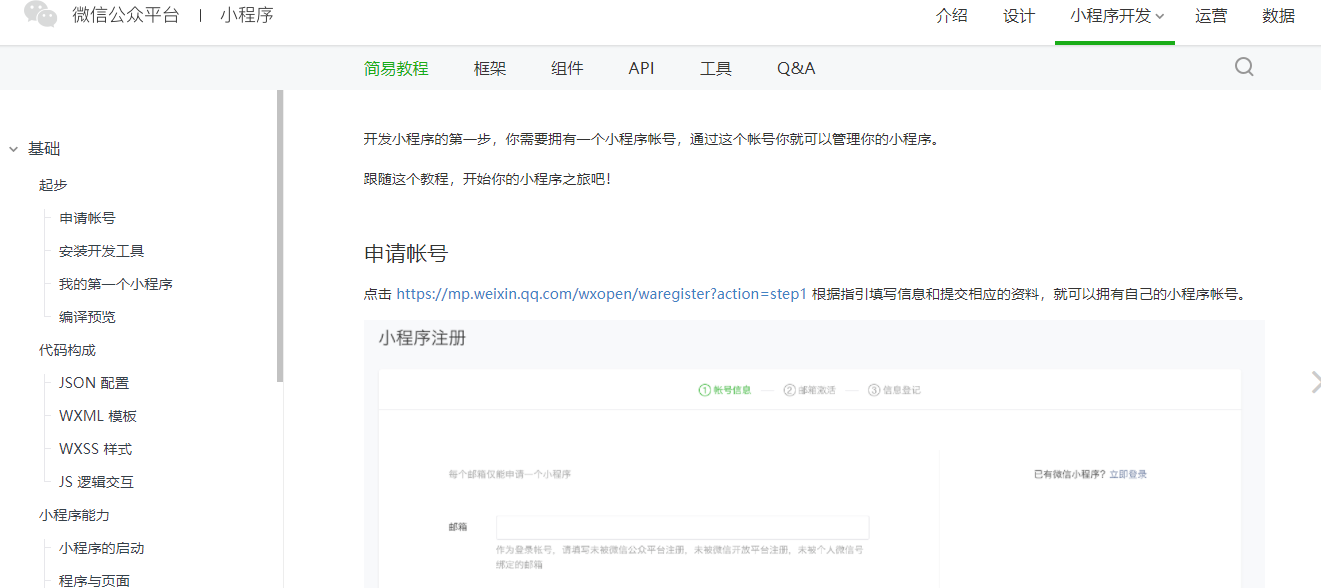 微信公众平台 | 小程序
介绍 设计 小程序开发 运营 数据
简易教程 框架 组件 API 工具 Q&A
基础
起步
申请帐号
安装开发工具
我的第一个小程序
编译预览
代码构成
JSON 配置
WXML 模板
WXSS 样式
JS 逻辑交互
小程序能力
小程序的启动
程序与页面
开发小程序的第一步，你需要拥有一个小程序帐号，通过这个帐号你就可以管理你的小程序。
跟随这个教程，开始你的小程序之旅吧！
申请帐号
点击 https://mp.weixin.qq.com/wxopen/waregister?action=step1 根据指引填写信息和提交相应的资料，就可以拥有自己的小程序帐号。
小程序注册
①帐号信息 ②邮箱激活 ③信息登记
每个邮箱仅能申请一个小程序
已有微信小程序？立即登录
邮箱
作为登录帐号，请填写未被微信公众平台注册，未被微信开放平台注册，未被个人微信号
绑定的邮箱